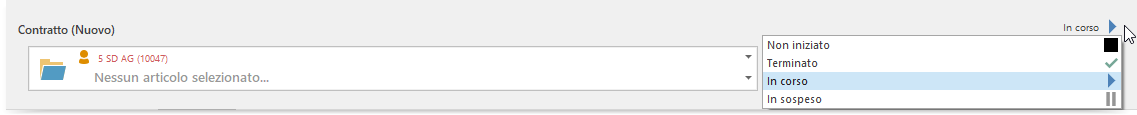 Contratto (Nuovo)
In corso
5 SD AG (10047)
Nessun articolo selezionato...
Non iniziato
Terminato
In corso
In sospeso